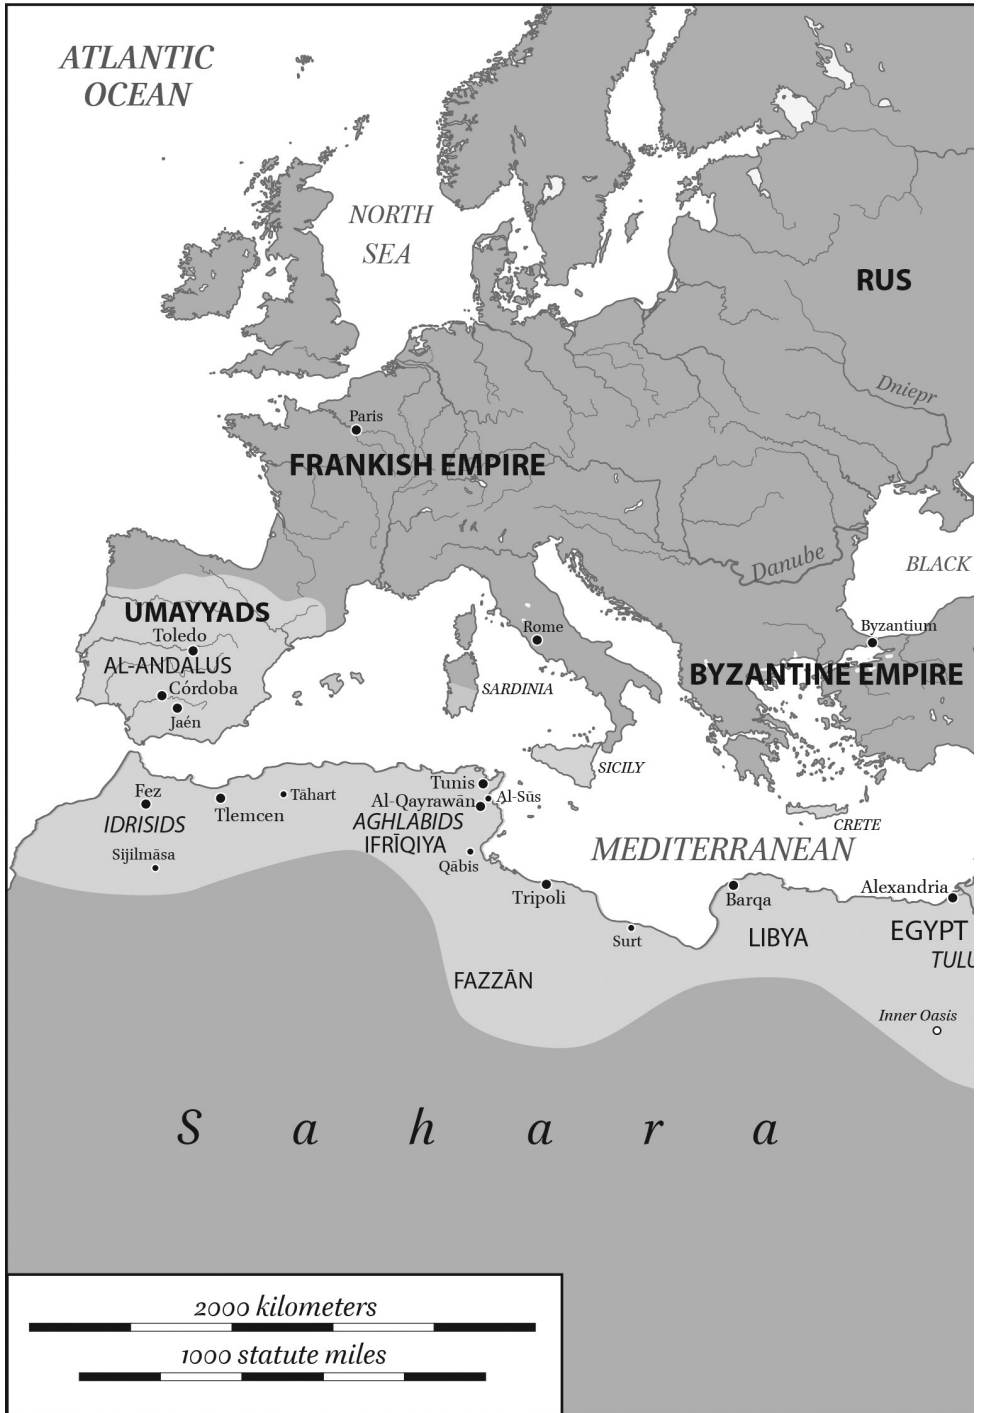 ATLANTIC
OCEAN
NORTH
SEA
RUS
Dniepr
Paris
FRANKISH EMPIRE
Danube
BLACK
UMAYYADS
Toledo
AL-ANDALUS
Córdoba
Jaén
Rome
Byzantium
BYZANTINE EMPIRE
SARDINIA
SICILY
CRETE
Fez
IDRISIDS
Tlemcen
Tāhart
Sijilmāsa
Tunis
Al-Sūs
Al-Qayrawān
AGHLABIDS
IFRĪQIYA
Qābis
MEDITERRANEAN
Tripoli
Surt
Barqa
Alexandria
LIBYA
EGYPT
TULU
FAZZĀN
Inner Oasis
Sahara
2000 kilometers
1000 statute miles